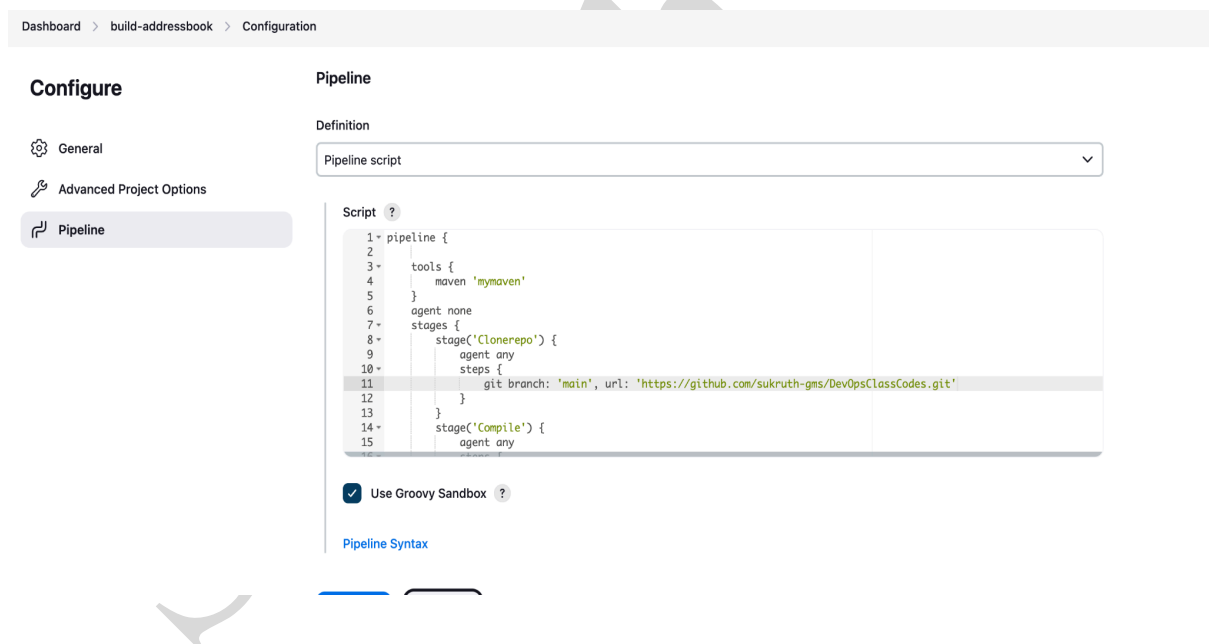 Dashboard > build-addressbook > Configuration
Configure
General
Advanced Project Options
Pipeline
Pipeline
Definition
Pipeline script
Script ?
1 pipeline {
2
3     tools {
4         maven 'mymaven'
5     }
6     agent none
7     stages {
8         stage('Clonerepo') {
9             agent any
10             steps {
11                 git branch: 'main', url: 'https://github.com/sukruth-gms/DevOpsClassCodes.git'
12             }
13         }
14         stage('Compile') {
15             agent any
16             steps {
Use Groovy Sandbox ?
Pipeline Syntax